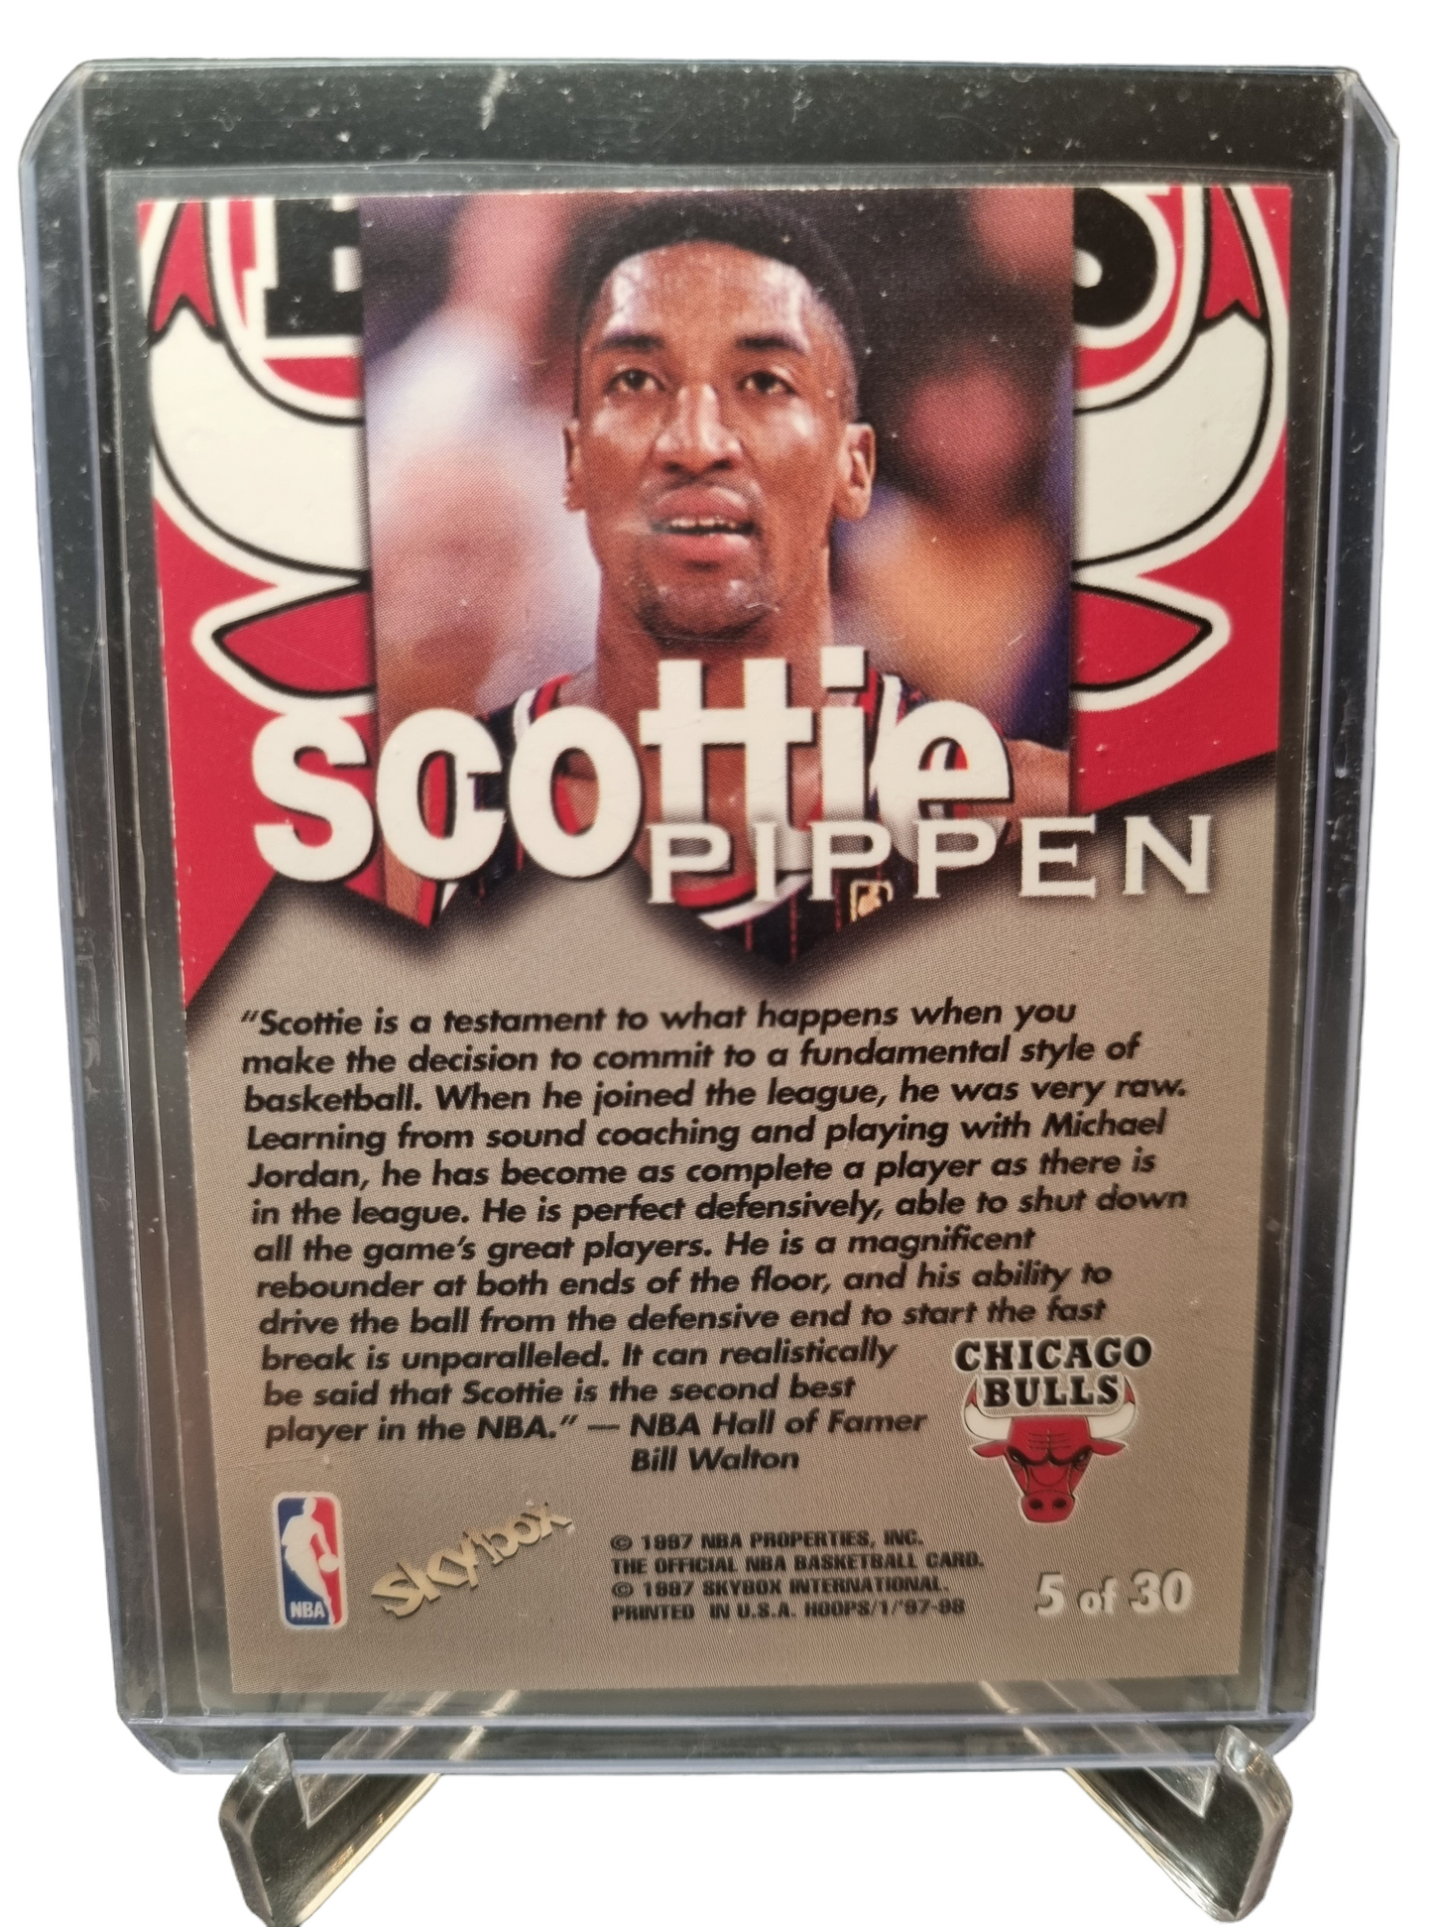 scottie
PIPPEN
“Scottie is a testament to what happens when you
make the decision to commit to a fundamental style of
basketball. When he joined the league, he was very raw.
Learning from sound coaching and playing with Michael
Jordan, he has become as complete a player as there is
in the league. He is perfect defensively, able to shut down
all the game’s great players. He is a magnificent
rebounder at both ends of the floor, and his ability to
drive the ball from the defensive end to start the fast
break is unparalleled. It can realistically
be said that Scottie is the second best
player in the NBA.” — NBA Hall of Famer
Bill Walton
CHICAGO
BULLS
NBA
skybox
© 1997 NBA PROPERTIES, INC.
THE OFFICIAL NBA BASKETBALL CARD.
© 1997 SKYBOX INTERNATIONAL.
PRINTED IN U.S.A. HOOPS/1/'97-98
5 of 30